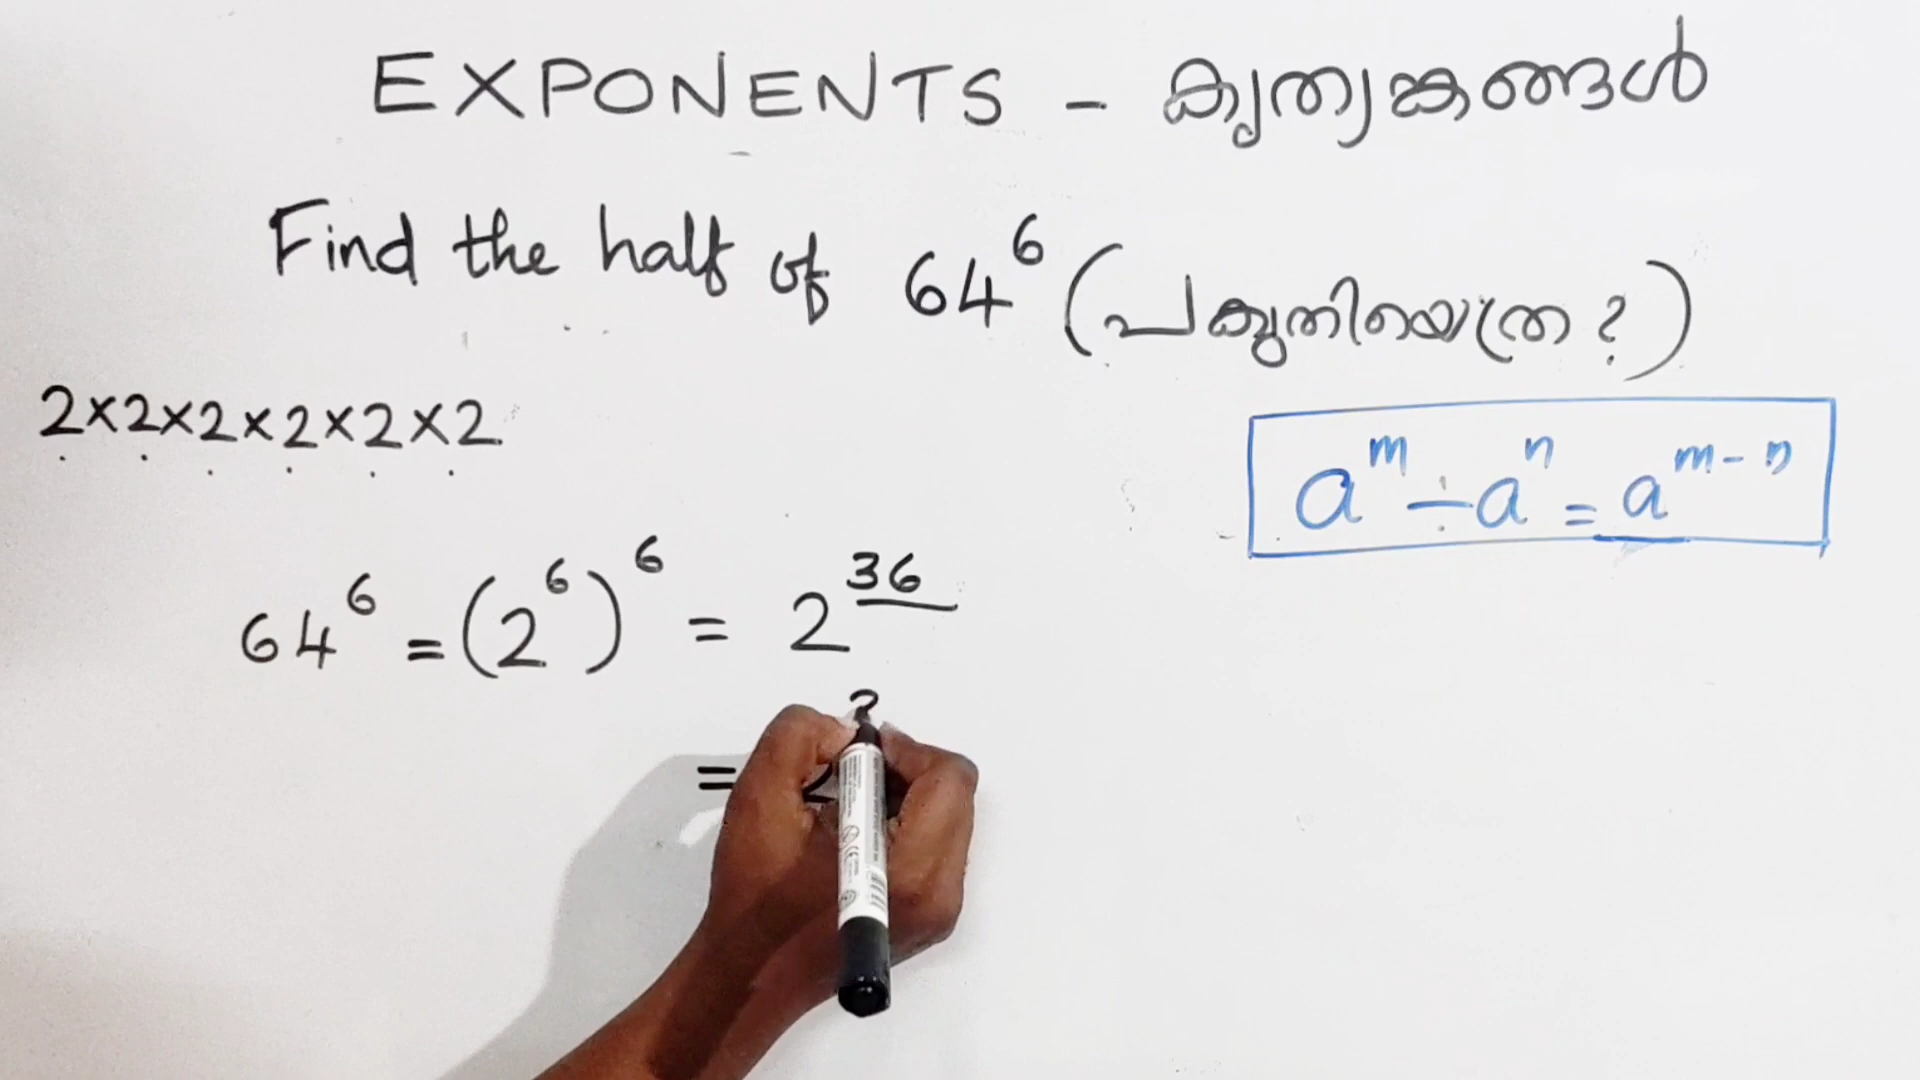 EXPONENTS - കൃത്യങ്കങ്ങൾ
Find the half of 64⁶ (പകുതിയെത്ര?)
2×2×2×2×2×2
aᵐ ÷ aⁿ = aᵐ⁻ⁿ
64⁶ = (2⁶)⁶ = 2³⁶
= 2